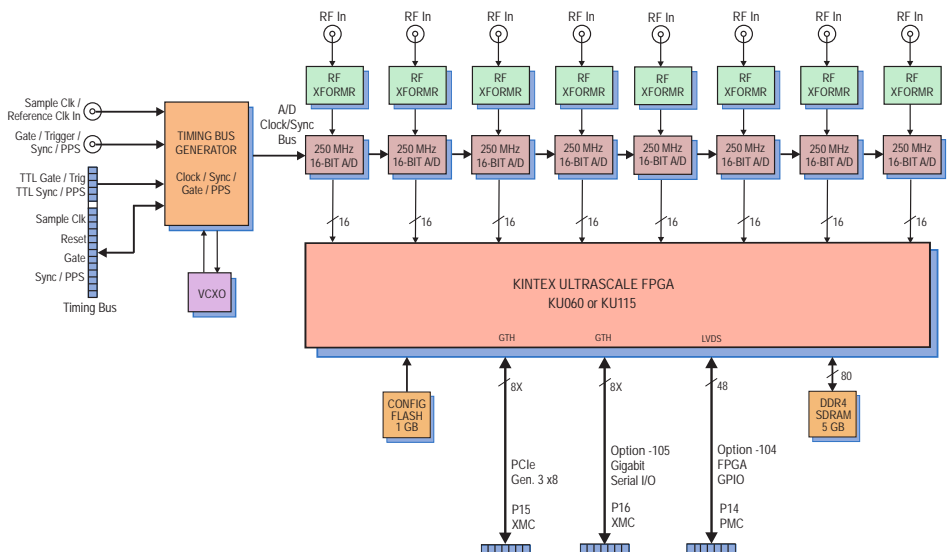 RF In RF In RF In RF In RF In RF In RF In RF In
RF XFORMR
RF XFORMR
RF XFORMR
RF XFORMR
RF XFORMR
RF XFORMR
RF XFORMR
RF XFORMR
Sample Clk /
Reference Clk In
Gate / Trigger /
Sync / PPS
TTL Gate / Trig
TTL Sync / PPS
Sample Clk
Reset
Gate
Sync / PPS
Timing Bus
TIMING BUS
GENERATOR
Clock / Sync /
Gate / PPS
VCXO
A/D
Clock/Sync
Bus
250 MHz
16-BIT A/D
250 MHz
16-BIT A/D
250 MHz
16-BIT A/D
250 MHz
16-BIT A/D
250 MHz
16-BIT A/D
250 MHz
16-BIT A/D
250 MHz
16-BIT A/D
250 MHz
16-BIT A/D
16 16 16 16 16 16 16 16
KINTEX ULTRASCALE FPGA
KU060 or KU115
GTH GTH LVDS
8X 8X 48 80
CONFIG
FLASH
1 GB
DDR4
SDRAM
5 GB
PCIe
Gen. 3 x8
P15
XMC
Option -105
Gigabit
Serial I/O
P16
XMC
Option -104
FPGA
GPIO
P14
PMC